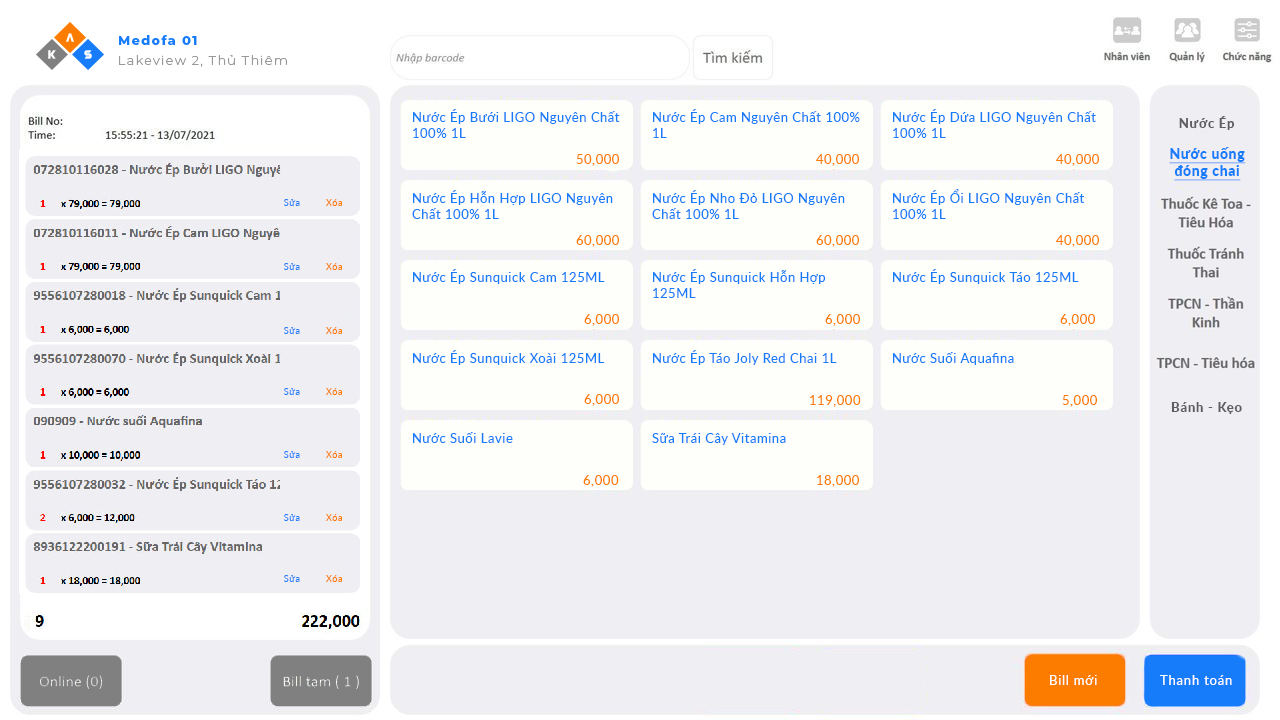 K A S
Medofa 01
Lakeview 2, Thủ Thiêm
Nhập barcode
Tìm kiếm
Nhân viên
Quản lý
Chức năng
Bill No:
Time: 15:55:21 - 13/07/2021
072810116028 - Nước Ép Bưởi LIGO Nguyê
1 x 79,000 = 79,000 Sửa Xóa
072810116011 - Nước Ép Cam LIGO Nguyê
1 x 79,000 = 79,000 Sửa Xóa
9556107280018 - Nước Ép Sunquick Cam 1
1 x 6,000 = 6,000 Sửa Xóa
9556107280070 - Nước Ép Sunquick Xoài 1
1 x 6,000 = 6,000 Sửa Xóa
090909 - Nước suối Aquafina
1 x 10,000 = 10,000 Sửa Xóa
9556107280032 - Nước Ép Sunquick Táo 12
2 x 6,000 = 12,000 Sửa Xóa
8936122200191 - Sữa Trái Cây Vitamina
1 x 18,000 = 18,000 Sửa Xóa
9 222,000
Online (0)
Bill tam ( 1 )
Nước Ép Bưởi LIGO Nguyên Chất
100% 1L
50,000
Nước Ép Cam Nguyên Chất 100%
1L
40,000
Nước Ép Dứa LIGO Nguyên Chất
100% 1L
40,000
Nước Ép Hỗn Hợp LIGO Nguyên
Chất 100% 1L
60,000
Nước Ép Nho Đỏ LIGO Nguyên
Chất 100% 1L
60,000
Nước Ép Ổi LIGO Nguyên Chất
100% 1L
40,000
Nước Ép Sunquick Cam 125ML
6,000
Nước Ép Sunquick Hỗn Hợp
125ML
6,000
Nước Ép Sunquick Táo 125ML
6,000
Nước Ép Sunquick Xoài 125ML
6,000
Nước Ép Táo Joly Red Chai 1L
119,000
Nước Suối Aquafina
5,000
Nước Suối Lavie
6,000
Sữa Trái Cây Vitamina
18,000
Nước Ép
Nước uống
đóng chai
Thuốc Kê Toa -
Tiêu Hóa
Thuốc Tránh
Thai
TPCN - Thần
Kinh
TPCN - Tiêu hóa
Bánh - Kẹo
Bill mới
Thanh toán